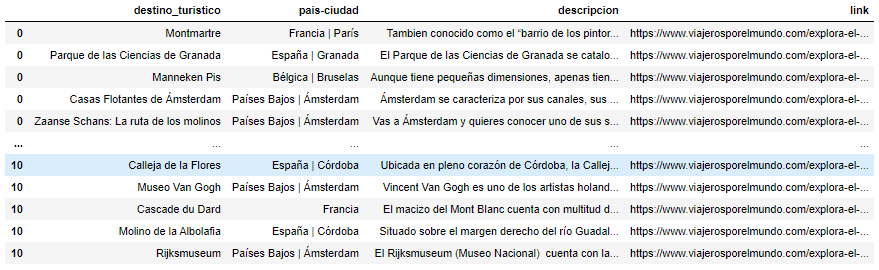 destino_turistico pais-ciudad descripcion link
0 Montmartre Francia | París Tambien conocido como el “barrio de los pintor... https://www.viajerosporelmundo.com/explora-el-...
0 Parque de las Ciencias de Granada España | Granada El Parque de las Ciencias de Granada se catalo... https://www.viajerosporelmundo.com/explora-el-...
0 Manneken Pis Bélgica | Bruselas Aunque tiene pequeñas dimensiones, apenas tien... https://www.viajerosporelmundo.com/explora-el-...
0 Casas Flotantes de Ámsterdam Países Bajos | Ámsterdam Ámsterdam se caracteriza por sus canales, sus ... https://www.viajerosporelmundo.com/explora-el-...
0 Zaanse Schans: La ruta de los molinos Países Bajos | Ámsterdam Vas a Ámsterdam y quieres conocer uno de sus s... https://www.viajerosporelmundo.com/explora-el-...
... ... ... ... ...
10 Calleja de la Flores España | Córdoba Ubicada en pleno corazón de Córdoba, la Callej... https://www.viajerosporelmundo.com/explora-el-...
10 Museo Van Gogh Países Bajos | Ámsterdam Vincent Van Gogh es uno de los artistas holand... https://www.viajerosporelmundo.com/explora-el-...
10 Cascade du Dard Francia El macizo del Mont Blanc cuenta con multitud d... https://www.viajerosporelmundo.com/explora-el-...
10 Molino de la Albolafia España | Córdoba Situado sobre el margen derecho del río Guadal... https://www.viajerosporelmundo.com/explora-el-...
10 Rijksmuseum Países Bajos | Ámsterdam El Rijksmuseum (Museo Nacional) cuenta con la... https://www.viajerosporelmundo.com/explora-el-...